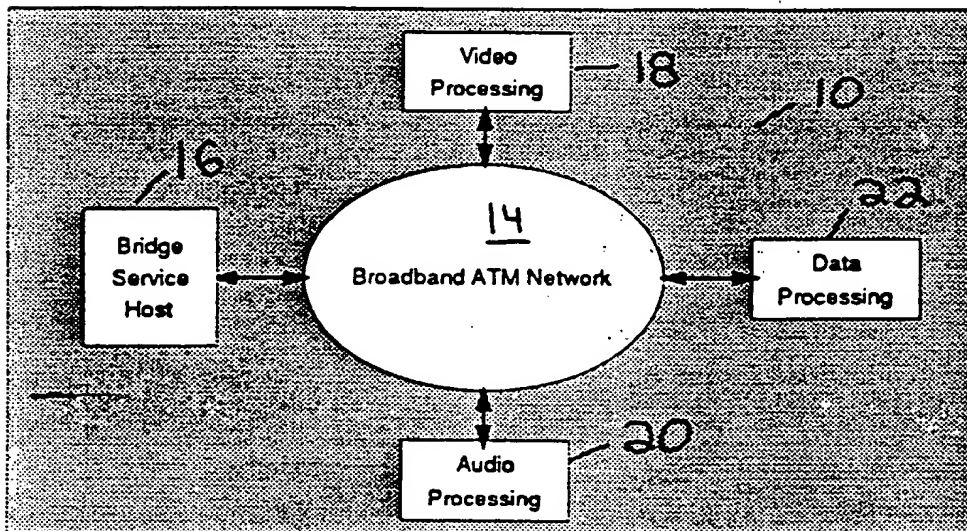 Video
Processing
18
10
16
22
14
Bridge
Service
Host
Broadband ATM Network
Data
Processing
20
Audio
Processing